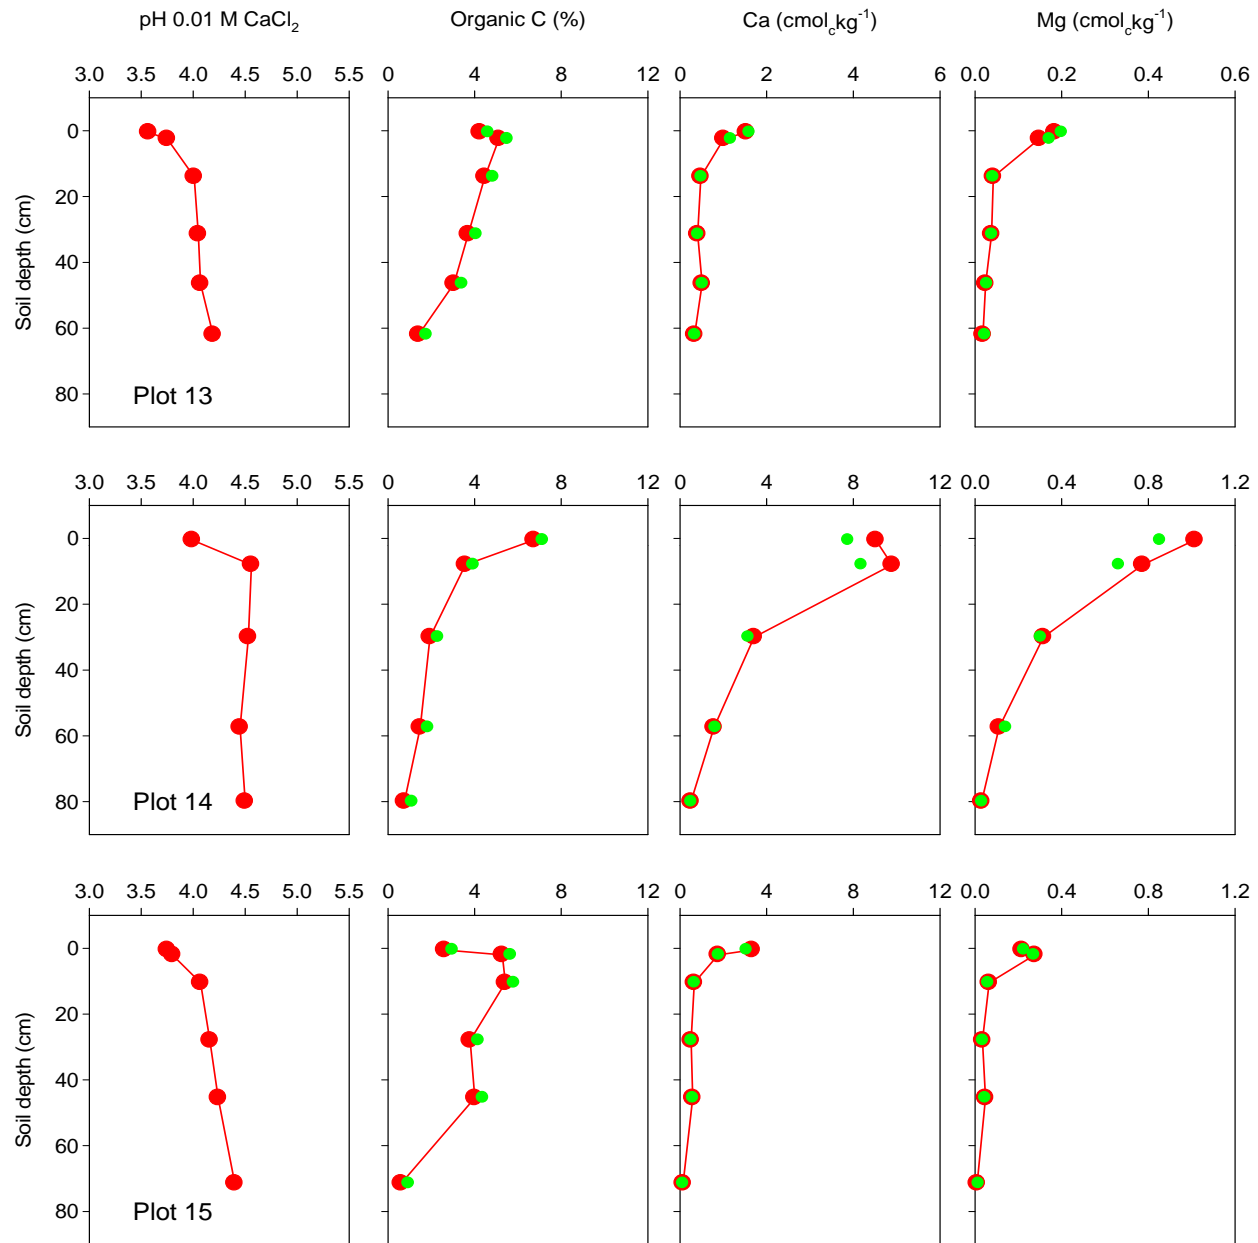 pH 0.01 M CaCl₂ Organic C (%) Ca (cmol_ckg⁻¹) Mg (cmol_ckg⁻¹)
3.0 3.5 4.0 4.5 5.0 5.5 0 4 8 12 0 2 4 6 0.0 0.2 0.4 0.6
0
20
40
60
80
Soil depth (cm)
Plot 13
3.0 3.5 4.0 4.5 5.0 5.5 0 4 8 12 0 4 8 12 0.0 0.4 0.8 1.2
0
20
40
60
80
Soil depth (cm)
Plot 14
3.0 3.5 4.0 4.5 5.0 5.5 0 4 8 12 0 4 8 12 0.0 0.4 0.8 1.2
0
20
40
60
80
Soil depth (cm)
Plot 15